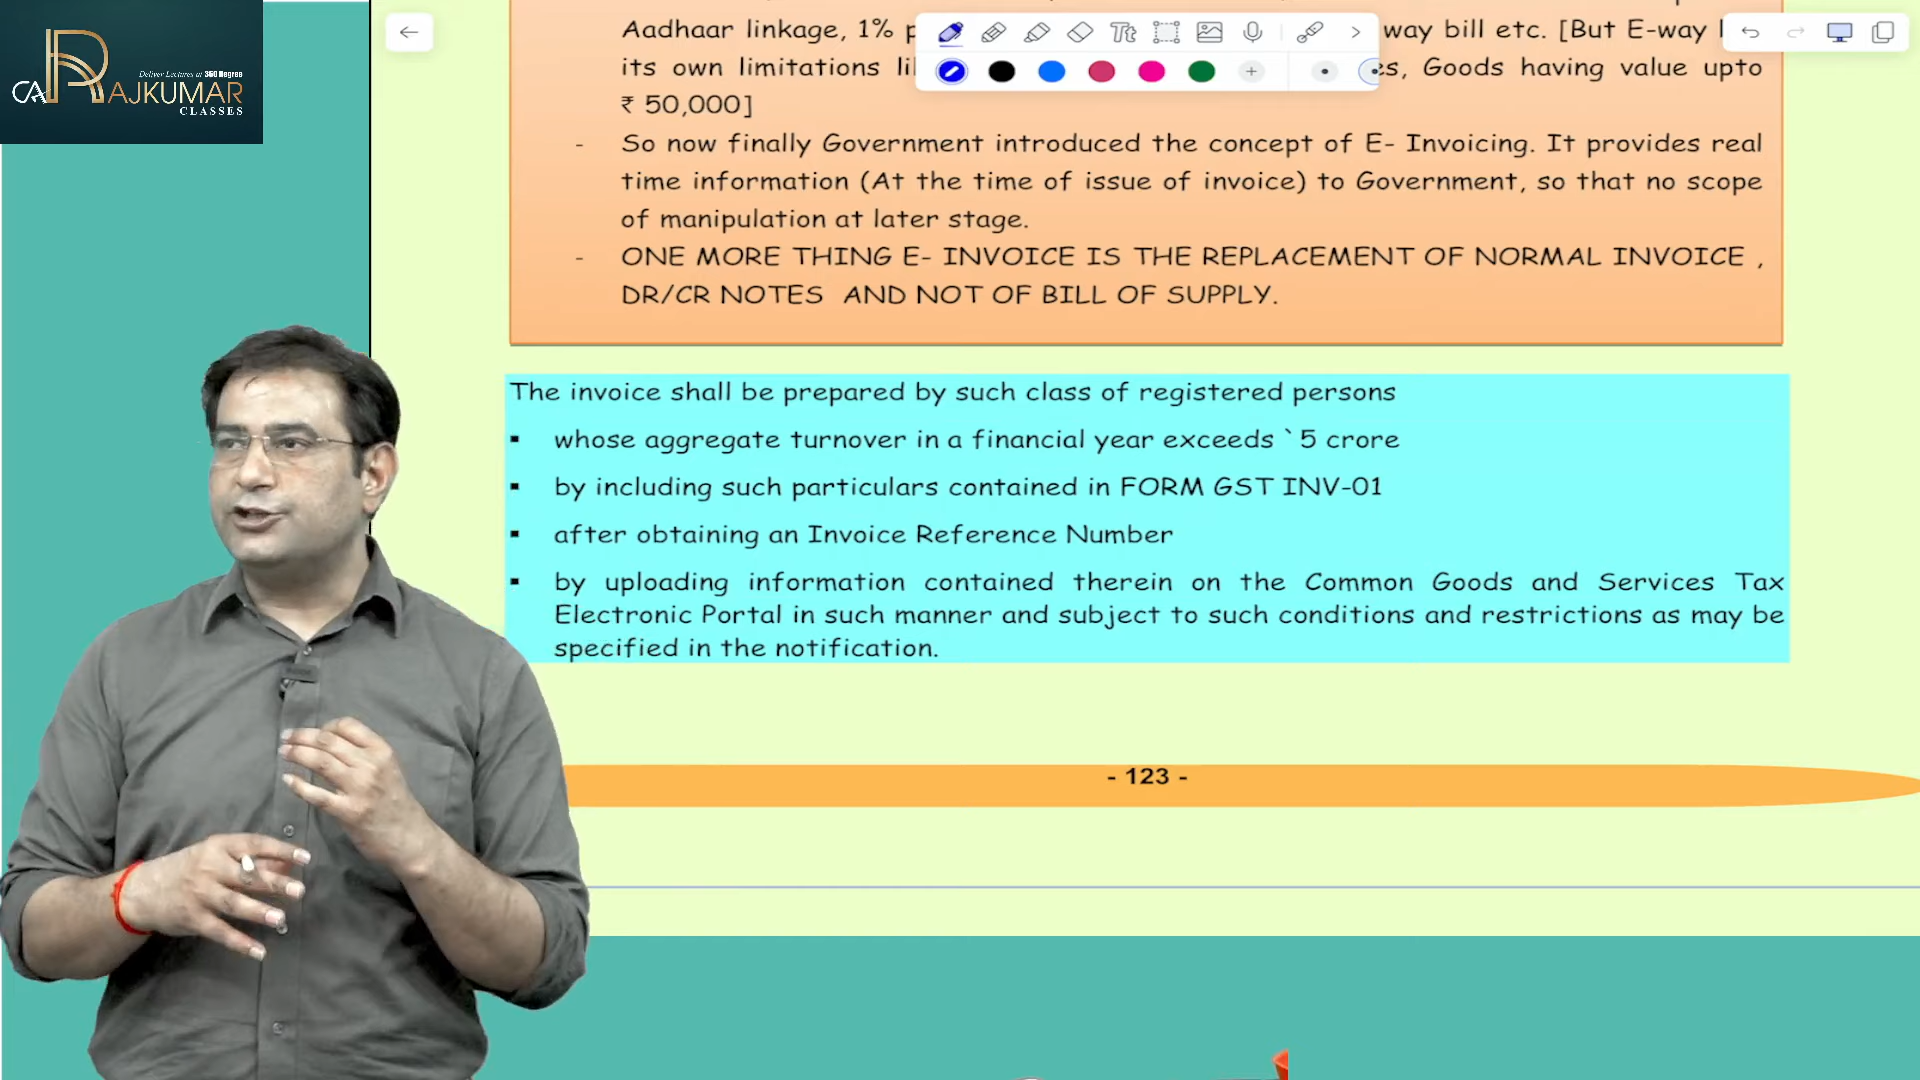 Deliver Lectures at 360 Degree
CA RAJKUMAR
CLASSES
Aadhaar linkage, 1% way bill etc. [But E-way
its own limitations Goods having value upto
₹ 50,000]
- So now finally Government introduced the concept of E- Invoicing. It provides real
time information (At the time of issue of invoice) to Government, so that no scope
of manipulation at later stage.
- ONE MORE THING E- INVOICE IS THE REPLACEMENT OF NORMAL INVOICE ,
DR/CR NOTES AND NOT OF BILL OF SUPPLY.
The invoice shall be prepared by such class of registered persons
▪ whose aggregate turnover in a financial year exceeds `5 crore
▪ by including such particulars contained in FORM GST INV-01
▪ after obtaining an Invoice Reference Number
▪ by uploading information contained therein on the Common Goods and Services Tax
Electronic Portal in such manner and subject to such conditions and restrictions as may be
specified in the notification.
- 123 -